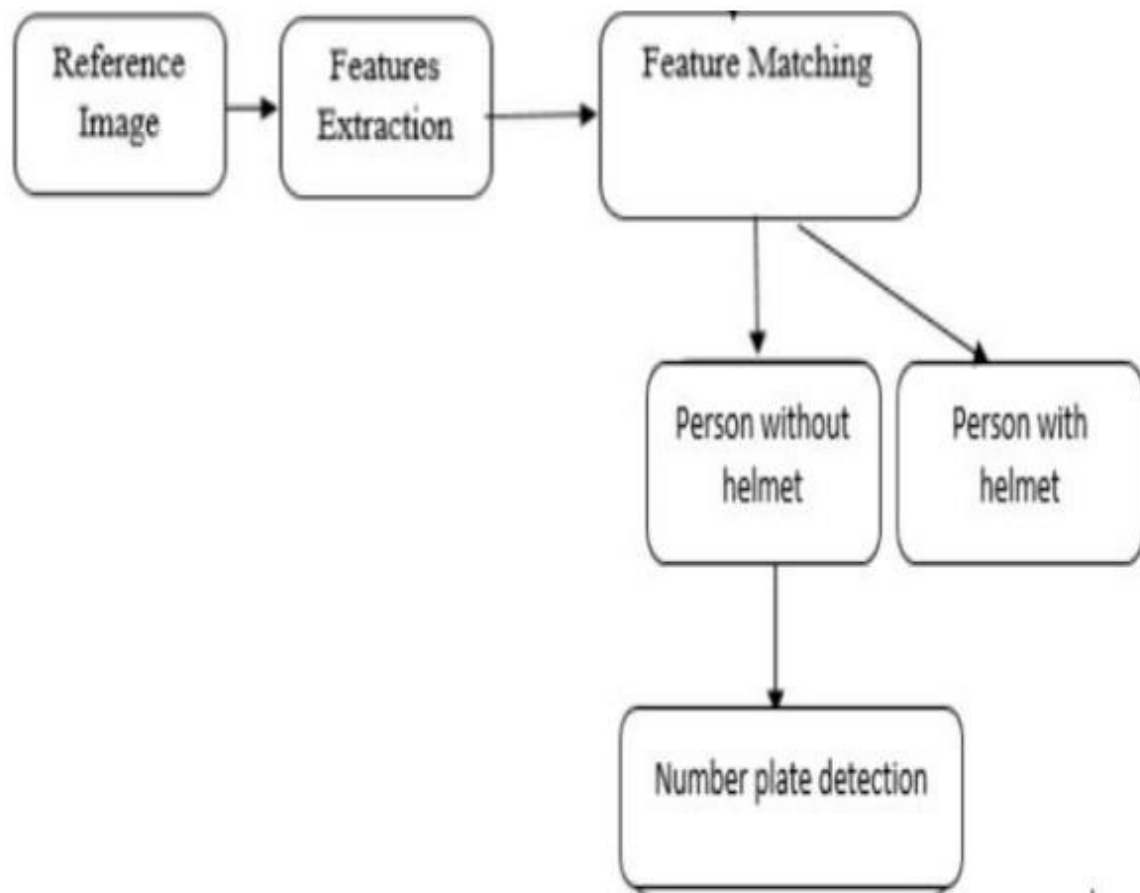 Reference
Image
Features
Extraction
Feature Matching
Person without
helmet
Person with
helmet
Number plate detection